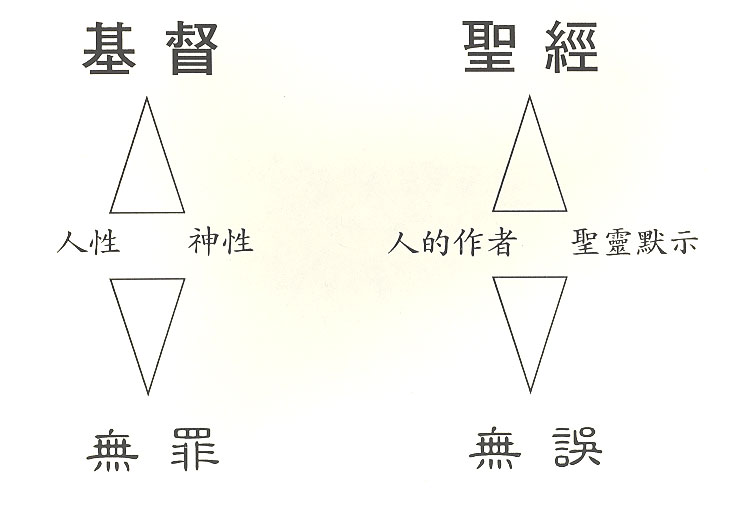 基督
人性 神性
無罪
聖經
人的作者 聖靈默示
無誤